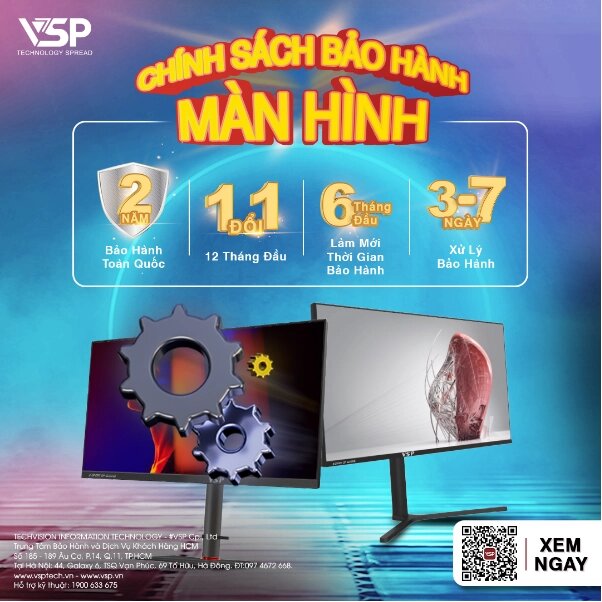 VSP
TECHNOLOGY SPREAD
CHÍNH SÁCH BẢO HÀNH
MÀN HÌNH
2
NĂM
Bảo Hành
Toàn Quốc
11
ĐỔI
12 Tháng Đầu
6 Tháng
Đầu
Làm Mới
Thời Gian
Bảo Hành
3-7
NGÀY
Xử Lý
Bảo Hành
VSP
TECHVISION INFORMATION TECHNOLOGY - #VSP Cp., Ltd
Trung Tâm Bảo Hành và Dịch Vụ Khách Hàng HCM
Số 185 - 189 Âu Cơ, P.14, Q.11, TPHCM
Tại Hà Nội: 44, Galaxy 6, TSQ Vạn Phúc, 69 Tố Hữu, Hà Đông. ĐT:097 4672 668.
www.vsptech.vn - www.vsp.vn
Hỗ trợ kỹ thuật: 1900 633 675
XEM
NGAY